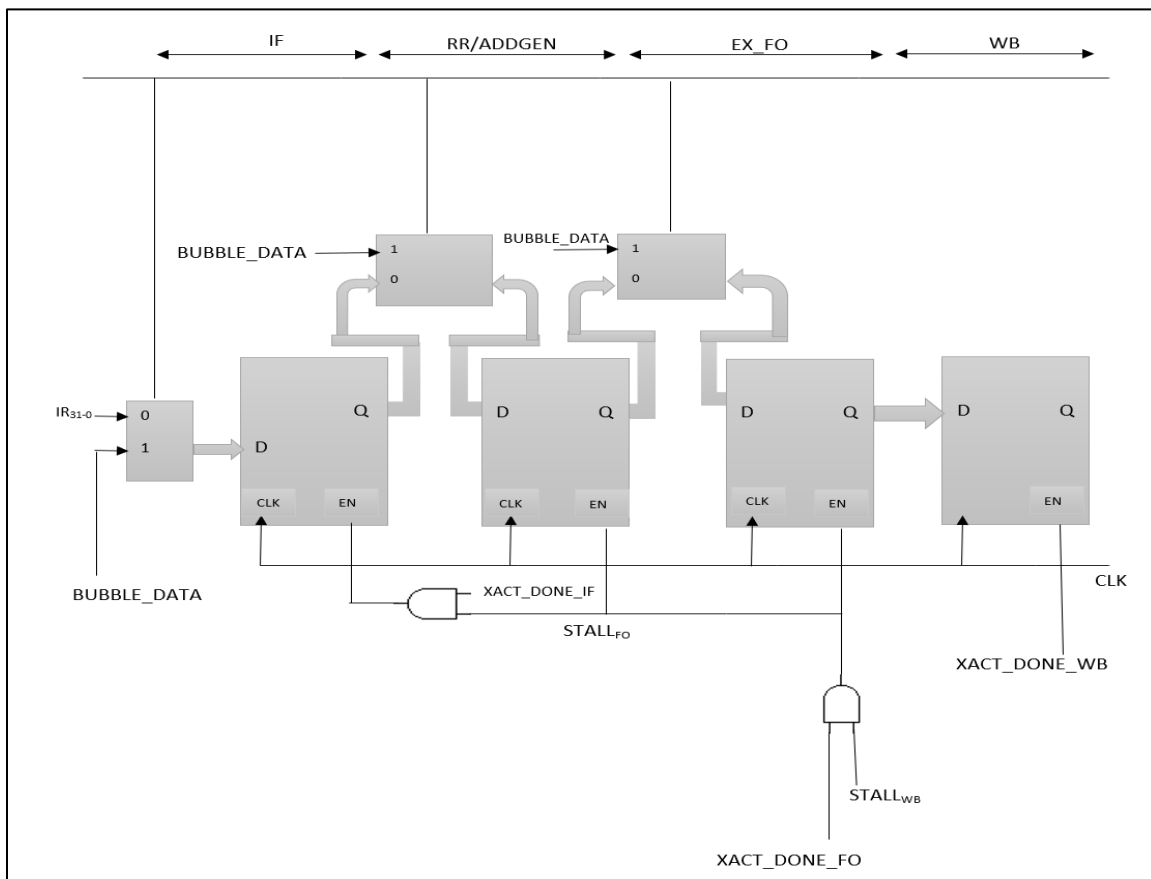 IF RR/ADDGEN EX_FO WB
BUBBLE_DATA
1
0
BUBBLE_DATA
1
0
IR31-0
0
1
D Q
CLK EN
D Q
CLK EN
D Q
CLK EN
D Q
EN
BUBBLE_DATA
CLK
XACT_DONE_IF
STALLFO
XACT_DONE_WB
STALLWB
XACT_DONE_FO